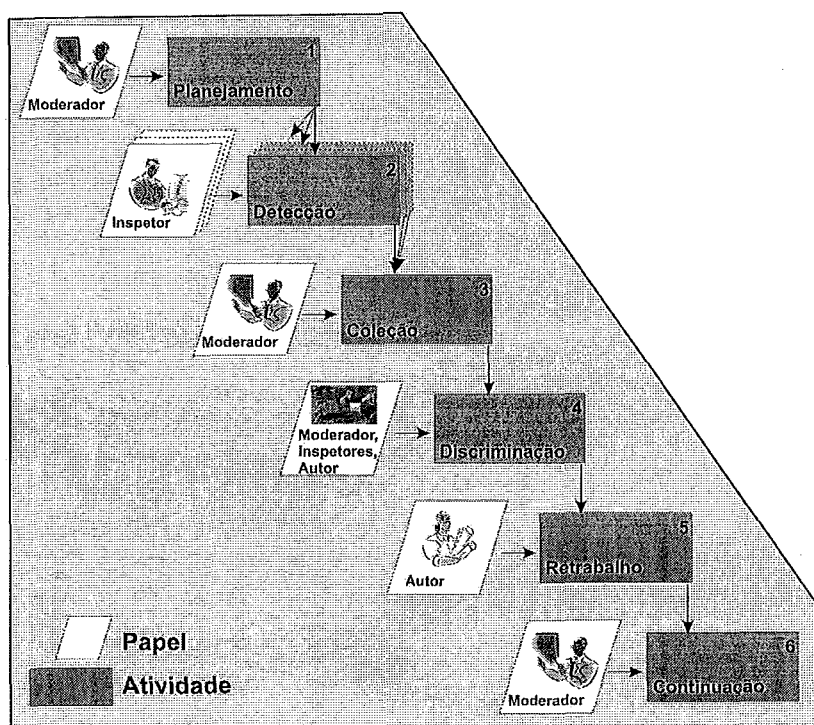 1
Moderador
Planejamento
2
Inspetor
Detecção
3
Moderador
Coleção
4
Moderador,
Inspetores,
Autor
Discriminação
5
Autor
Retrabalho
6
Moderador
Continuação
Papel
Atividade